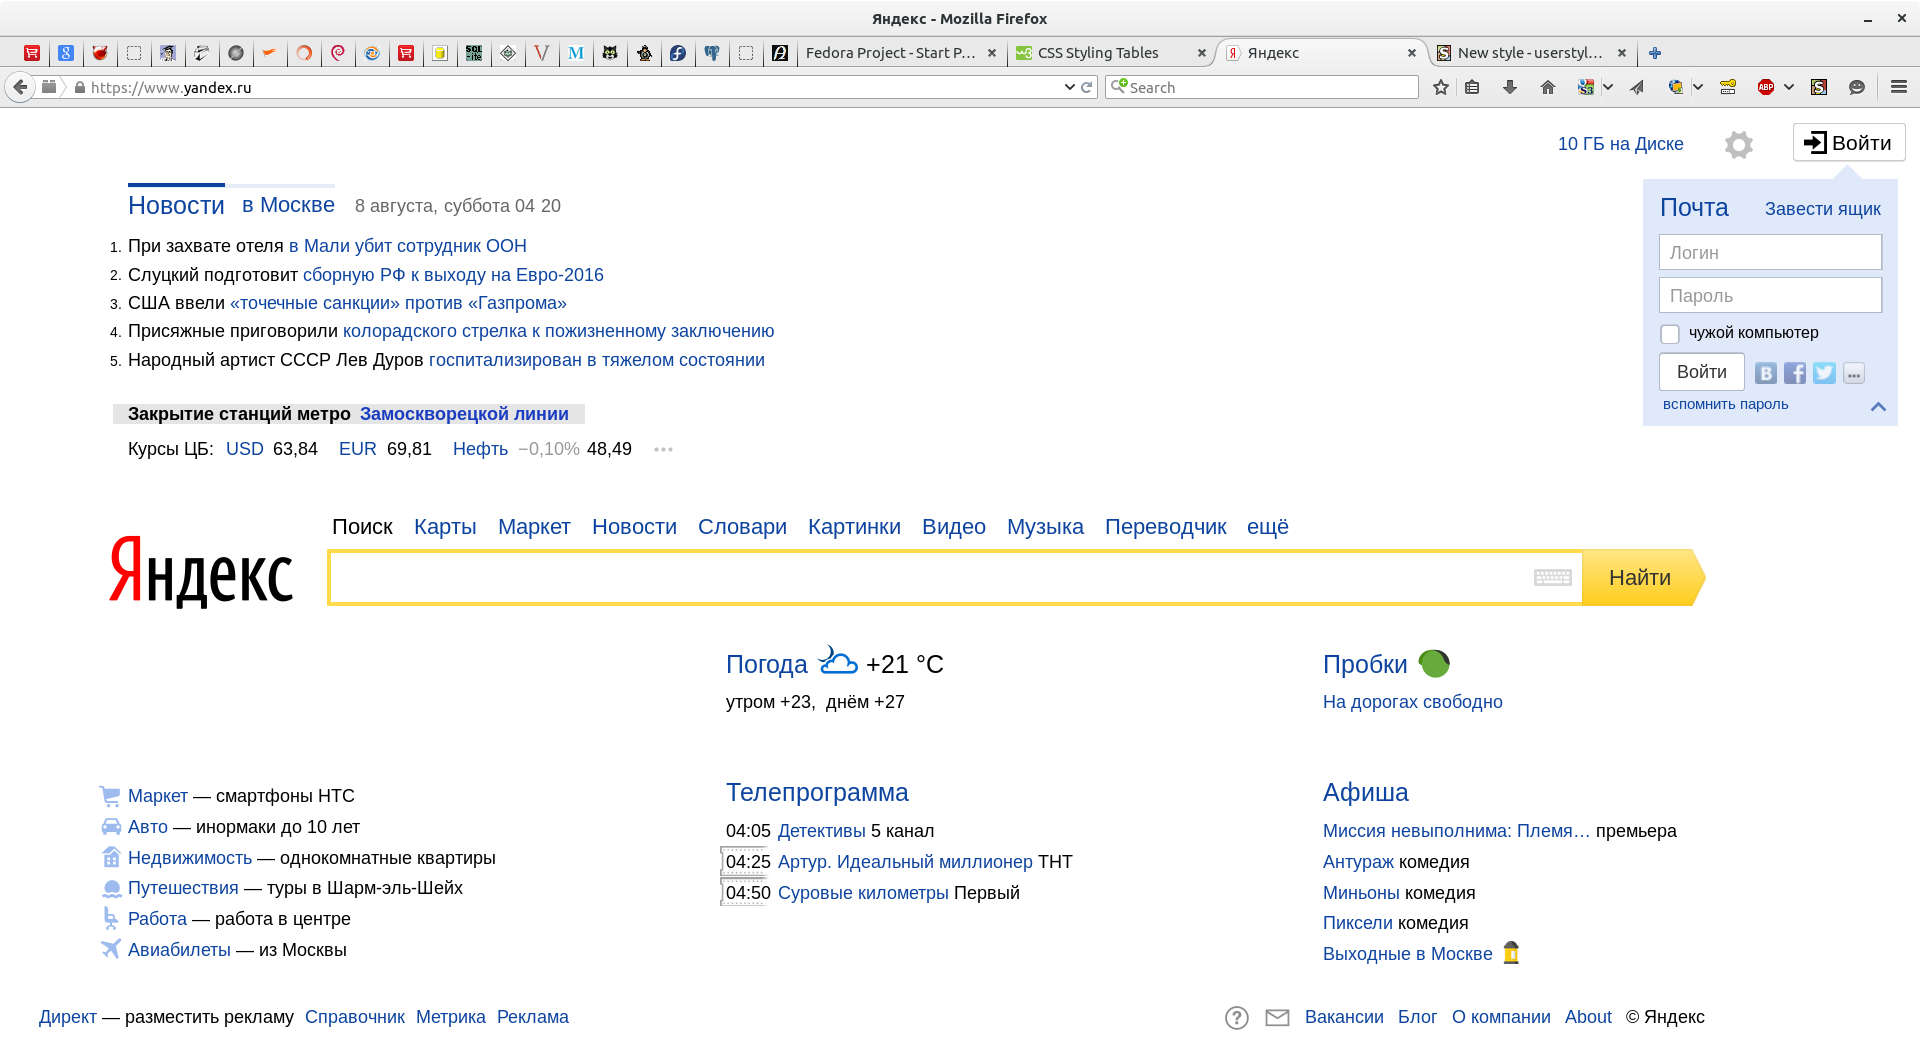 Яндекс - Mozilla Firefox
Fedora Project - Start P…
CSS Styling Tables
Яндекс
New style - userstyl…
https://www.yandex.ru
Search
10 ГБ на Диске
Войти
Новости в Москве 8 августа, суббота 04 20
1. При захвате отеля в Мали убит сотрудник ООН
2. Слуцкий подготовит сборную РФ к выходу на Евро-2016
3. США ввели «точечные санкции» против «Газпрома»
4. Присяжные приговорили колорадского стрелка к пожизненному заключению
5. Народный артист СССР Лев Дуров госпитализирован в тяжелом состоянии
Закрытие станций метро Замоскворецкой линии
Курсы ЦБ: USD 63,84 EUR 69,81 Нефть −0,10% 48,49
Почта Завести ящик
Логин
Пароль
чужой компьютер
Войти
вспомнить пароль
Поиск Карты Маркет Новости Словари Картинки Видео Музыка Переводчик ещё
Яндекс
Найти
Погода +21 °C
утром +23, днём +27
Пробки
На дорогах свободно
Маркет — смартфоны HTC
Авто — инормаки до 10 лет
Недвижимость — однокомнатные квартиры
Путешествия — туры в Шарм-эль-Шейх
Работа — работа в центре
Авиабилеты — из Москвы
Телепрограмма
04:05 Детективы 5 канал
04:25 Артур. Идеальный миллионер ТНТ
04:50 Суровые километры Первый
Афиша
Миссия невыполнима: Племя… премьера
Антураж комедия
Миньоны комедия
Пиксели комедия
Выходные в Москве
Директ — разместить рекламу Справочник Метрика Реклама
Вакансии Блог О компании About © Яндекс